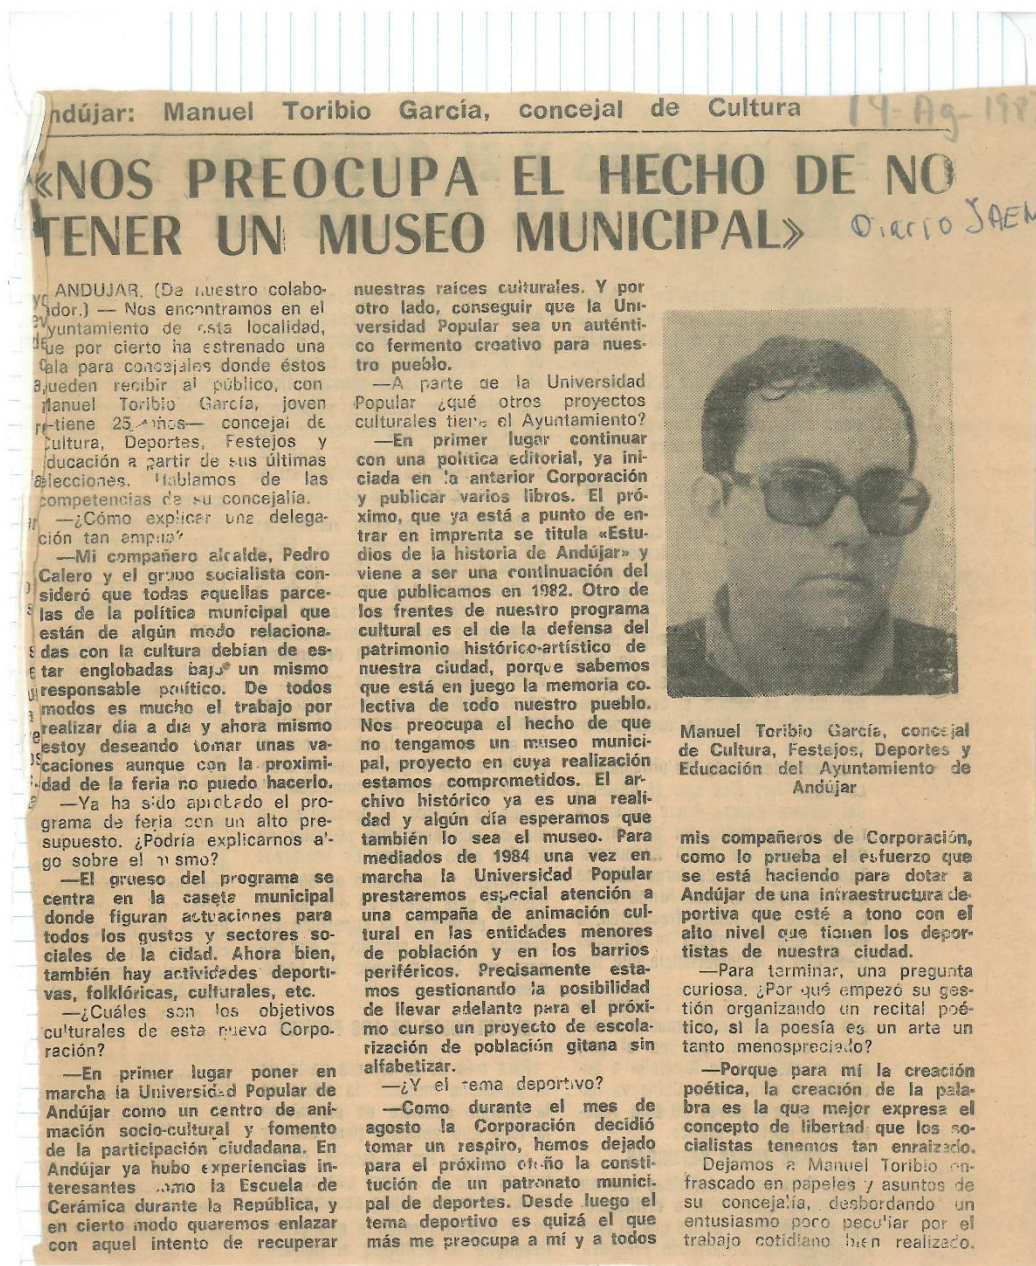 ndújar: Manuel Toribio García, concejal de Cultura
14-Ag-198
«NOS PREOCUPA EL HECHO DE NO
TENER UN MUSEO MUNICIPAL»
Diario JAEN
ANDUJAR. (De nuestro colabo-
ador.) — Nos encontramos en el
yuntamiento de esta localidad,
ue por cierto ha estrenado una
ala para concejales donde éstos
ueden recibir al público, con
Manuel Toribio García, joven
—tiene 25 años— concejal de
Cultura, Deportes, Festejos y
ducación a partir de sus últimas
elecciones. Hablamos de las
competencias de su concejalía.
—¿Cómo explicar una delega-
ción tan amplia?
—Mi compañero alcalde, Pedro
Calero y el grupo socialista con-
sideró que todas aquellas parce-
las de la política municipal que
están de algún modo relaciona-
das con la cultura debían de es-
tar englobadas bajo un mismo
responsable político. De todos
modos es mucho el trabajo por
realizar dia a dia y ahora mismo
estoy deseando tomar unas va-
caciones aunque con la proximi-
dad de la feria no puedo hacerlo.
—Ya ha sido aprobado el pro-
grama de feria con un alto pre-
supuesto. ¿Podría explicarnos al-
go sobre el mismo?
—El grueso del programa se
centra en la caseta municipal
donde figuran actuaciones para
todos los gustos y sectores so-
ciales de la cidad. Ahora bien,
también hay actividades deporti-
vas, folklóricas, culturales, etc.
—¿Cuáles son los objetivos
culturales de esta nueva Corpo-
ración?
—En primer lugar poner en
marcha la Universidad Popular de
Andújar como un centro de ani-
mación socio-cultural y fomento
de la participación ciudadana. En
Andújar ya hubo experiencias in-
teresantes como la Escuela de
Cerámica durante la República, y
en cierto modo queremos enlazar
con aquel intento de recuperar
nuestras raíces culturales. Y por
otro lado, conseguir que la Uni-
versidad Popular sea un auténti-
co fermento creativo para nues-
tro pueblo.
—A parte de la Universidad
Popular ¿qué otros proyectos
culturales tiene el Ayuntamiento?
—En primer lugar continuar
con una política editorial, ya ini-
ciada en la anterior Corporación
y publicar varios libros. El pró-
ximo, que ya está a punto de en-
trar en imprenta se titula «Estu-
dios de la historia de Andújar» y
viene a ser una continuación del
que publicamos en 1982. Otro de
los frentes de nuestro programa
cultural es el de la defensa del
patrimonio histórico-artístico de
nuestra ciudad, porque sabemos
que está en juego la memoria co-
lectiva de todo nuestro pueblo.
Nos preocupa el hecho de que
no tengamos un museo munici-
pal, proyecto en cuya realización
estamos comprometidos. El ar-
chivo histórico ya es una reali-
dad y algún día esperamos que
también lo sea el museo. Para
mediados de 1984 una vez en
marcha la Universidad Popular
prestaremos especial atención a
una campaña de animación cul-
tural en las entidades menores
de población y en los barrios
periféricos. Precisamente esta-
mos gestionando la posibilidad
de llevar adelante para el próxi-
mo curso un proyecto de escola-
rización de población gitana sin
alfabetizar.
—¿Y el tema deportivo?
—Como durante el mes de
agosto la Corporación decidió
tomar un respiro, hemos dejado
para el próximo otoño la consti-
tución de un patronato munici-
pal de deportes. Desde luego el
tema deportivo es quizá el que
más me preocupa a mí y a todos
Manuel Toribio García, concejal
de Cultura, Festejos, Deportes y
Educación del Ayuntamiento de
Andújar
mis compañeros de Corporación,
como lo prueba el esfuerzo que
se está haciendo para dotar a
Andújar de una infraestructura de-
portiva que esté a tono con el
alto nivel que tienen los depor-
tistas de nuestra ciudad.
—Para terminar, una pregunta
curiosa. ¿Por qué empezó su ges-
tión organizando un recital poé-
tico, si la poesía es un arte un
tanto menospreciado?
—Porque para mí la creación
poética, la creación de la pala-
bra es la que mejor expresa el
concepto de libertad que los so-
cialistas tenemos tan enraizado.
Dejamos a Manuel Toribio en-
frascado en papeles y asuntos de
su concejalía, desbordando un
entusiasmo poco peculiar por el
trabajo cotidiano bien realizado.